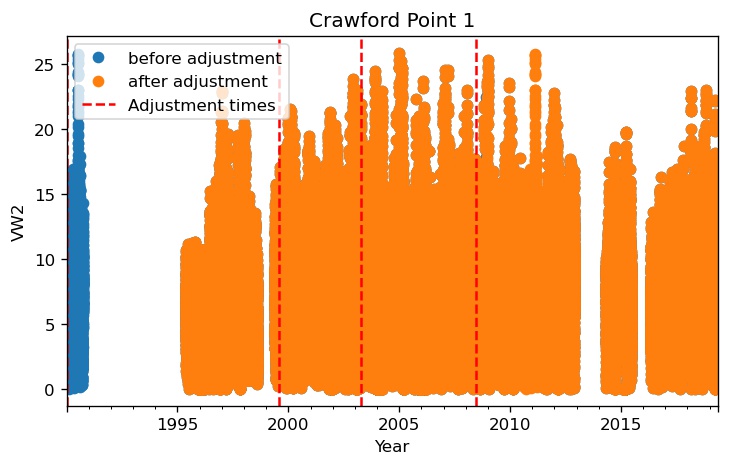 Crawford Point 1
before adjustment
after adjustment
Adjustment times
VW2
25
20
15
10
5
0
1995
2000
2005
2010
2015
Year